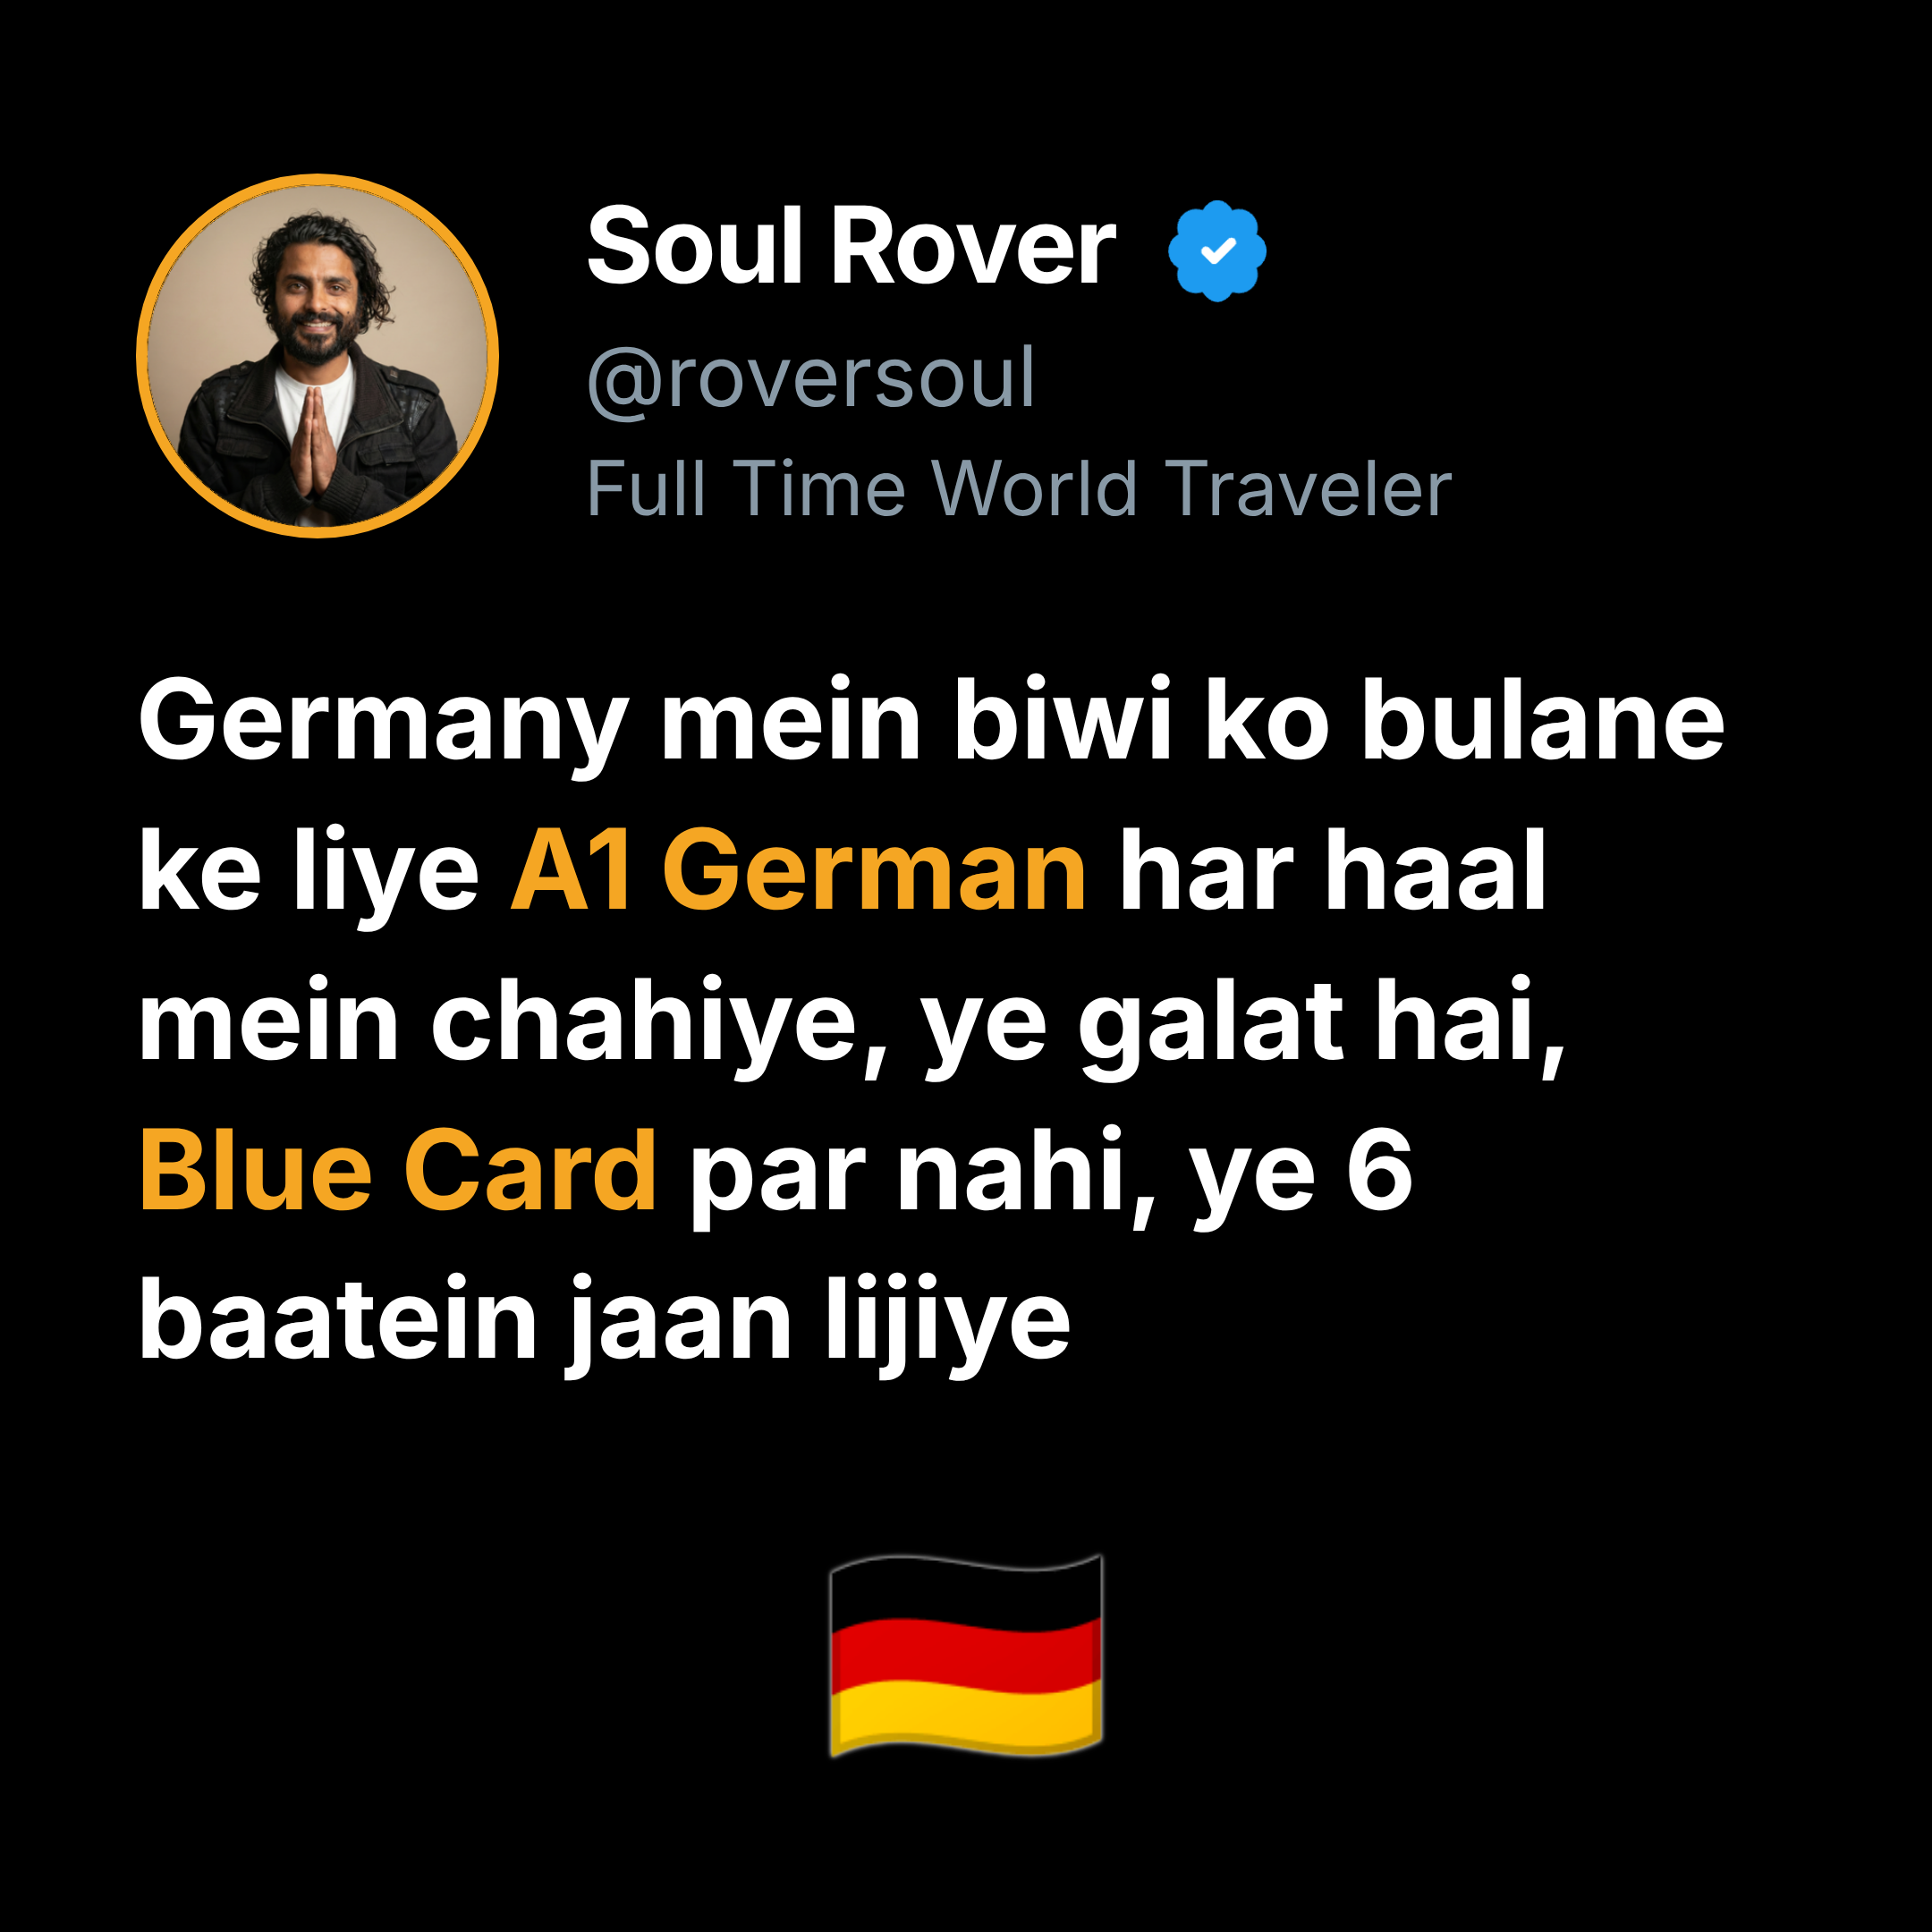 Soul Rover
@roversoul
Full Time World Traveler
Germany mein biwi ko bulane
ke liye A1 German har haal
mein chahiye, ye galat hai,
Blue Card par nahi, ye 6
baatein jaan lijiye